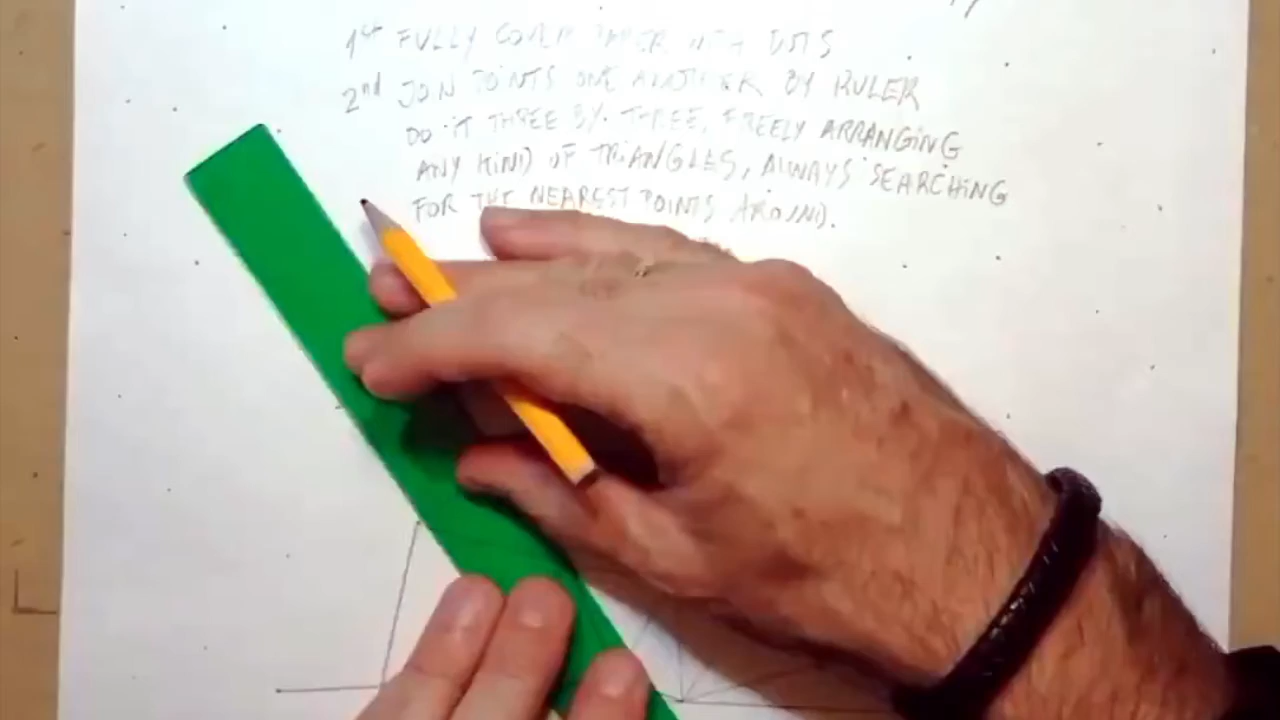 1st FULLY COVER PAPER WITH DOTS
2nd JOIN POINTS ONE ANOTHER BY RULER
DO IT THREE BY THREE, FREELY ARRANGING
ANY KIND OF TRIANGLES, ALWAYS SEARCHING
FOR THE NEAREST POINTS AROUND.